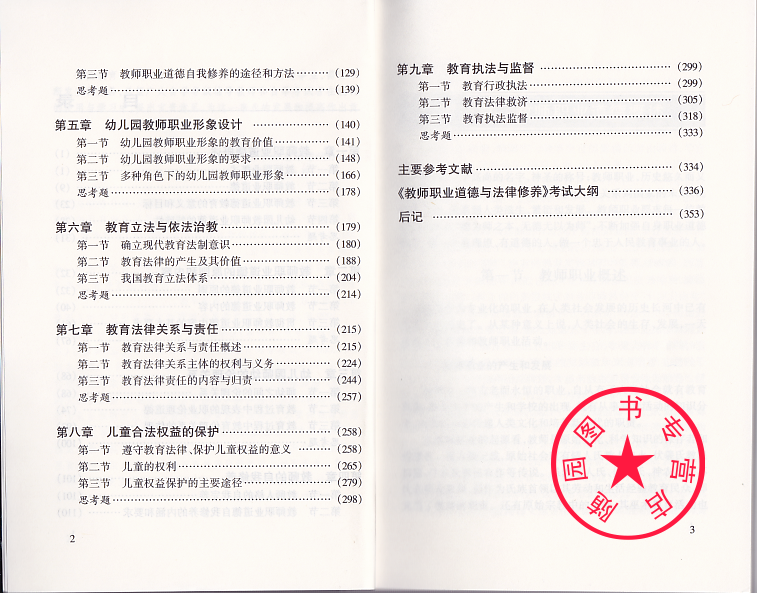 第三节 教师职业道德自我修养的途径和方法………(129)
思考题…………………………………………(139)
第五章 幼儿园教师职业形象设计 ……………(140)
第一节 幼儿园教师职业形象的教育价值…………(141)
第二节 幼儿园教师职业形象的要求………………(148)
第三节 多种角色下的幼儿园教师职业形象………(166)
思考题…………………………………………(178)
第六章 教育立法与依法治教……………………(179)
第一节 确立现代教育法制意识……………………(180)
第二节 教育法律的产生及其价值…………………(188)
第三节 我国教育立法体系…………………………(204)
思考题…………………………………………(214)
第七章 教育法律关系与责任……………………(215)
第一节 教育法律关系与责任概述…………………(215)
第二节 教育法律关系主体的权利与义务…………(224)
第三节 教育法律责任的内容与归责………………(244)
思考题…………………………………………(257)
第八章 儿童合法权益的保护……………………(258)
第一节 遵守教育法律、保护儿童权益的意义 ………(258)
第二节 儿童的权利…………………………………(265)
第三节 儿童权益保护的主要途径…………………(279)
思考题…………………………………………(298)
2
第九章 教育执法与监督 …………………………(299)
第一节 教育行政执法………………………………(299)
第二节 教育法律救济………………………………(305)
第三节 教育执法监督………………………………(318)
思考题…………………………………………(333)
主要参考文献……………………………………(334)
《教师职业道德与法律修养》考试大纲 ……………(336)
后记 ……………………………………………(353)
随园图书专营店
3